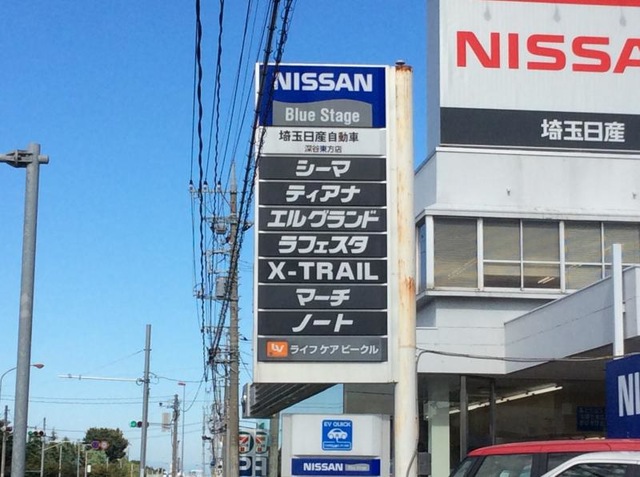 NISSAN
Blue Stage
埼玉日産自動車
深谷東方店
シーマ
ティアナ
エルグランド
ラフェスタ
X-TRAIL
マーチ
ノート
ライフケアビークル
EV QUICK
NISSAN
NISSA
埼玉日産
NI